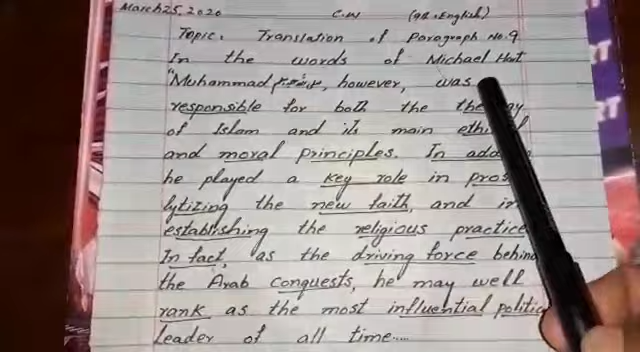 March 25, 2020 C.W (9th, English)
Topic: Translation of Paragraph No.9
In the words of Michael Hart
"Muhammad , however, was
responsible for both the
of Islam and its main
and moral principles. In
he played a key role in
lytizing the new faith, and in
establishing the religious practice
In fact, as the driving force behind
the Arab conquests, he may well
rank as the most influential
leader of all time....